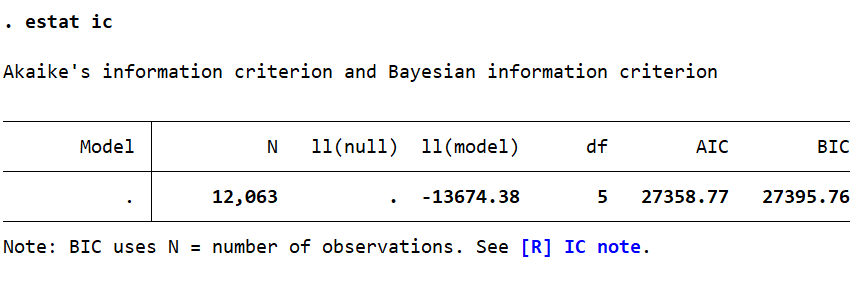 . estat ic
Akaike's information criterion and Bayesian information criterion
Model N ll(null) ll(model) df AIC BIC
. 12,063 . -13674.38 5 27358.77 27395.76
Note: BIC uses N = number of observations. See [R] IC note.